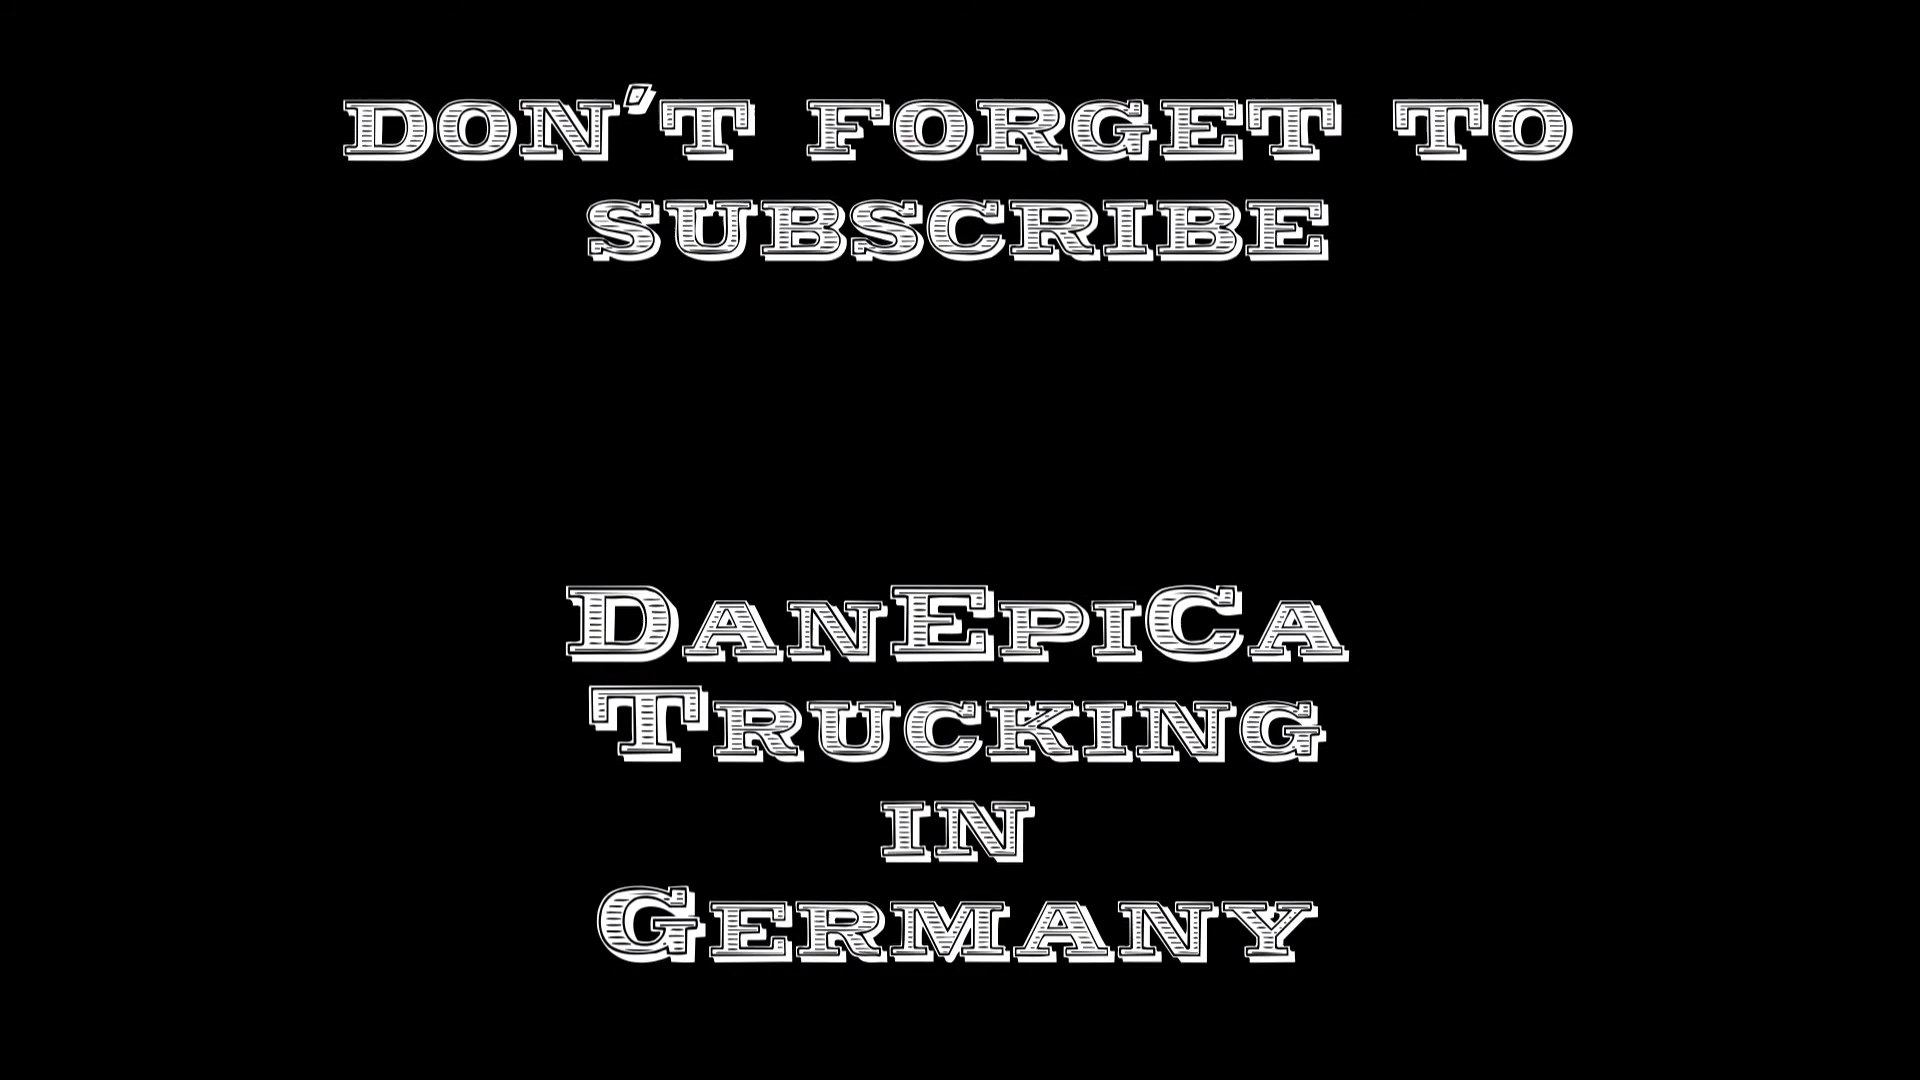 don't forget to
subscribe
DanEpiCa
Trucking
in
Germany